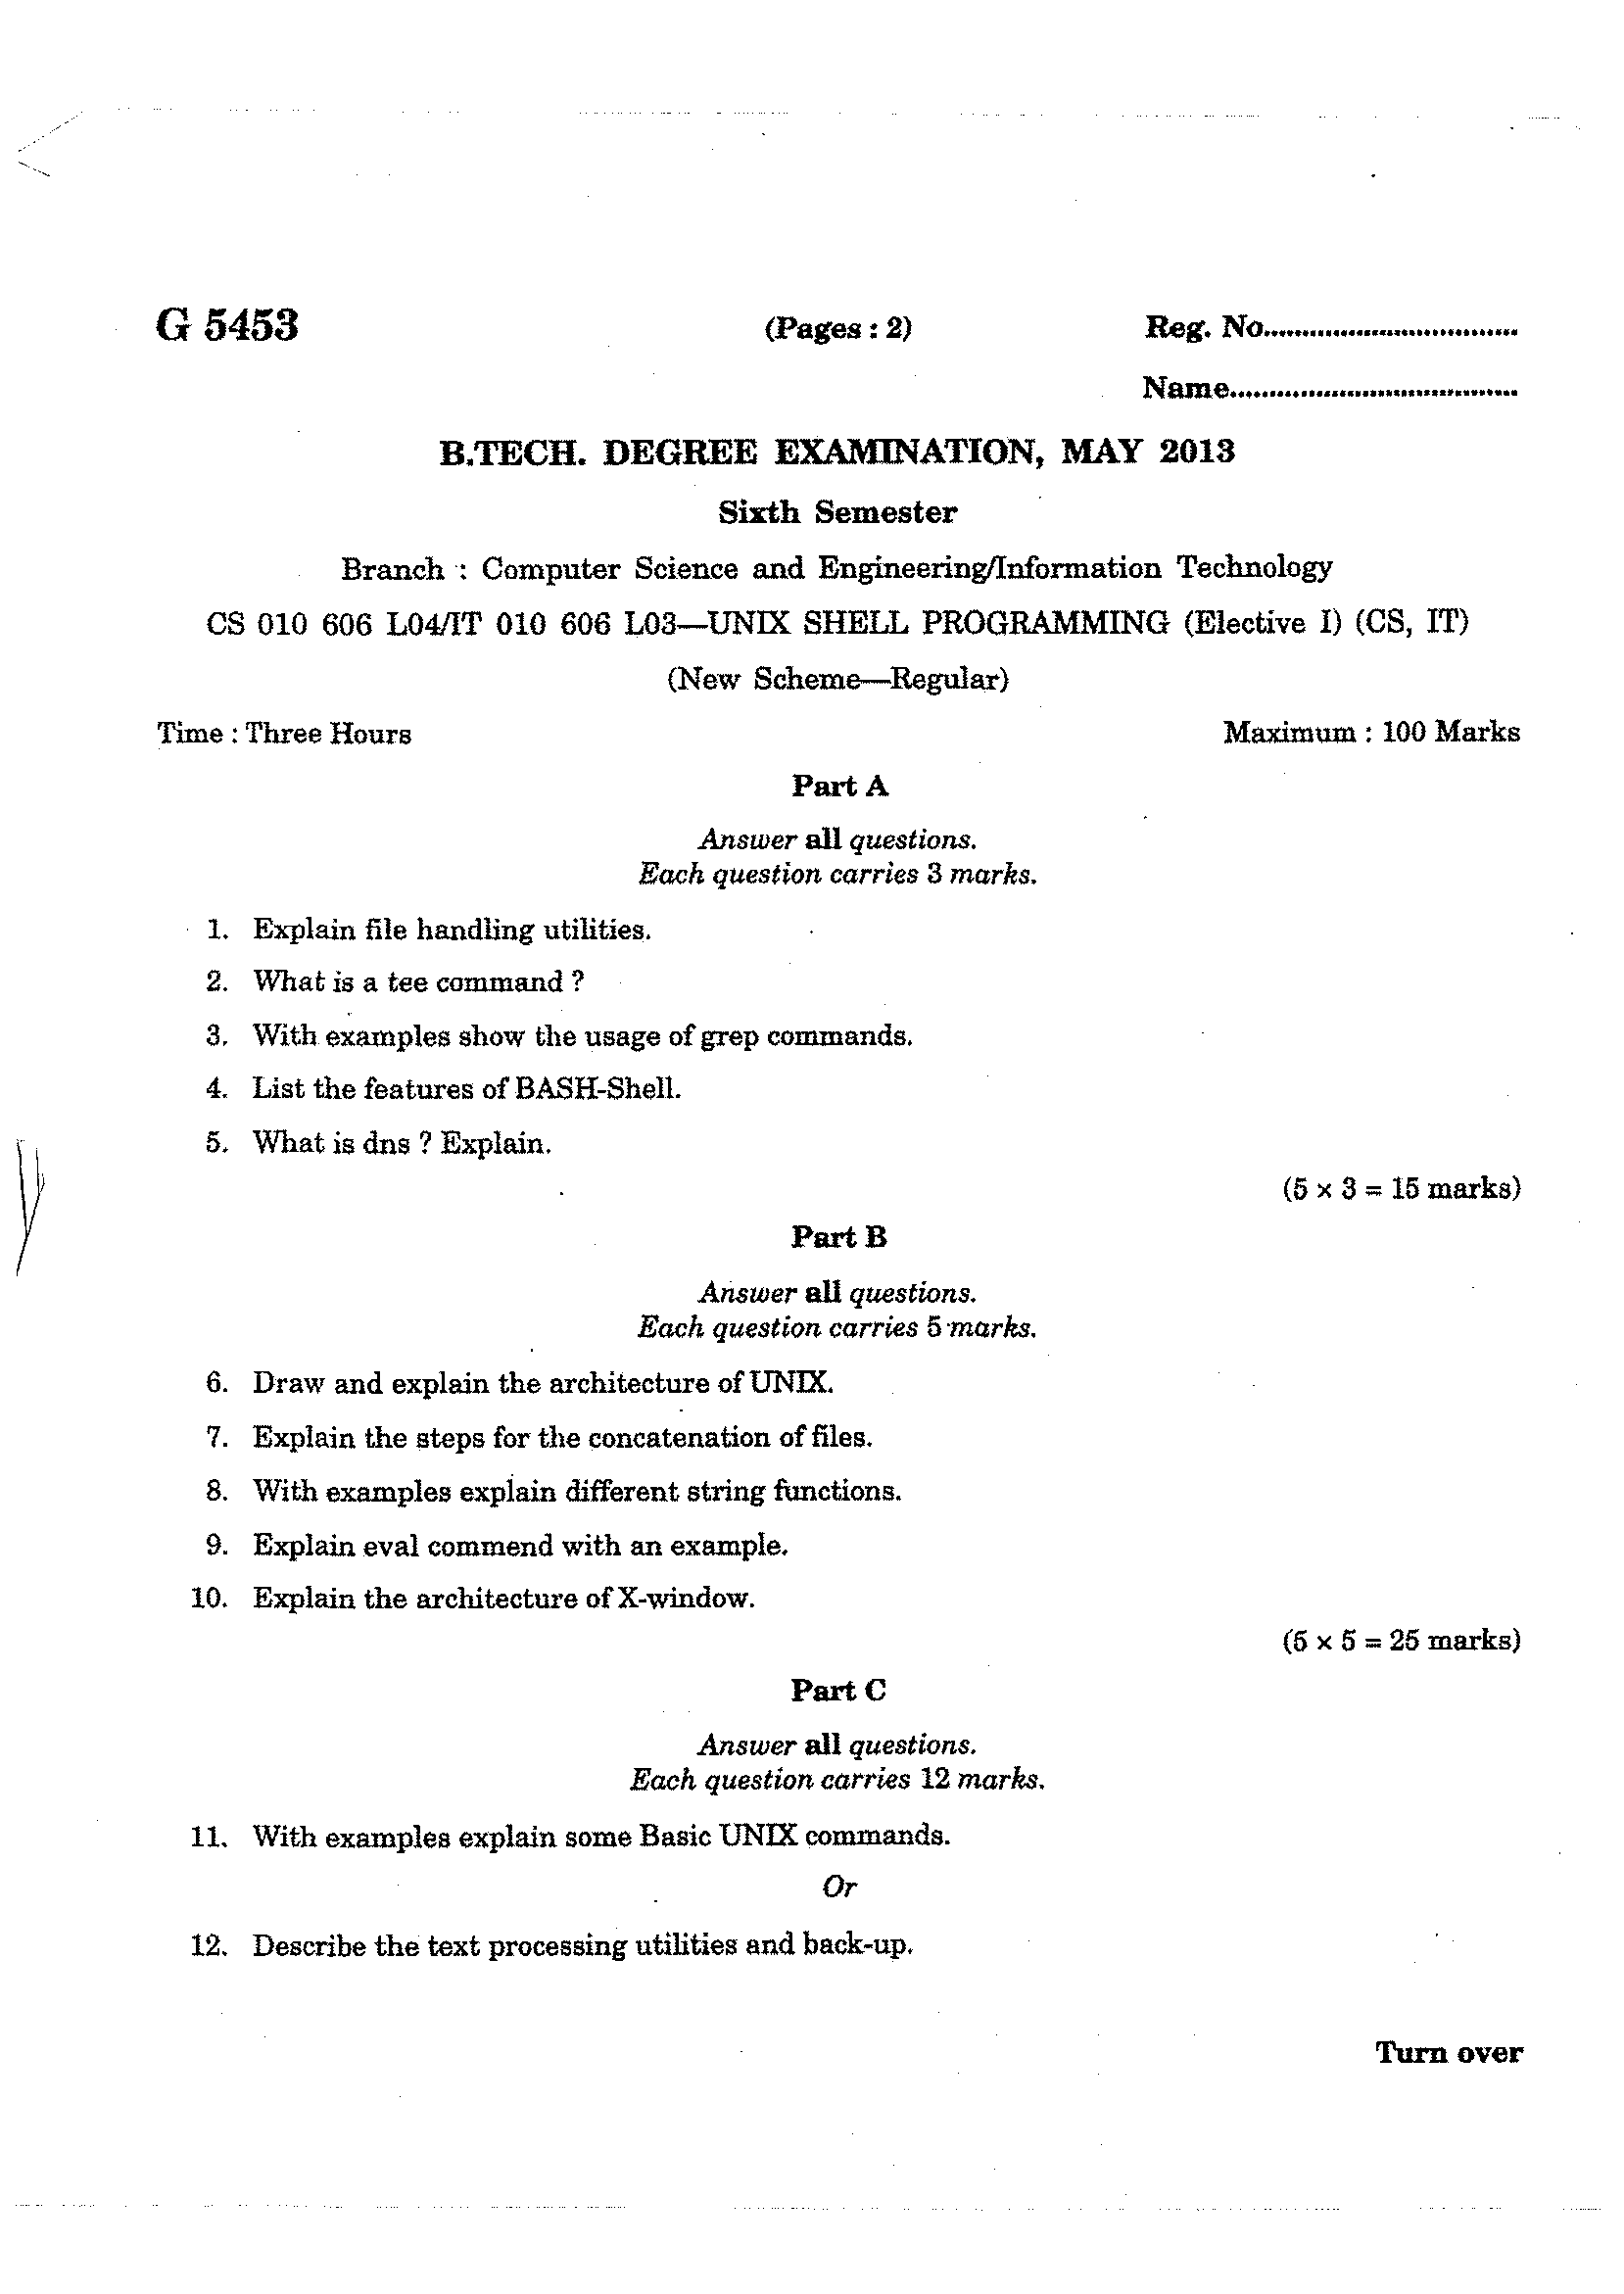 G 5453
(Pages : 2)
Reg. No................................
Name....................................
B.TECH. DEGREE EXAMINATION, MAY 2013
Sixth Semester
Branch : Computer Science and Engineering/Information Technology
CS 010 606 L04/IT 010 606 L03—UNIX SHELL PROGRAMMING (Elective I) (CS, IT)
(New Scheme—Regular)
Time : Three Hours
Maximum : 100 Marks
Part A
Answer all questions.
Each question carries 3 marks.
1. Explain file handling utilities.
2. What is a tee command ?
3. With examples show the usage of grep commands.
4. List the features of BASH-Shell.
5. What is dns ? Explain.
(5 × 3 = 15 marks)
Part B
Answer all questions.
Each question carries 5 marks.
6. Draw and explain the architecture of UNIX.
7. Explain the steps for the concatenation of files.
8. With examples explain different string functions.
9. Explain eval commend with an example.
10. Explain the architecture of X-window.
(5 × 5 = 25 marks)
Part C
Answer all questions.
Each question carries 12 marks.
11. With examples explain some Basic UNIX commands.
Or
12. Describe the text processing utilities and back-up.
Turn over